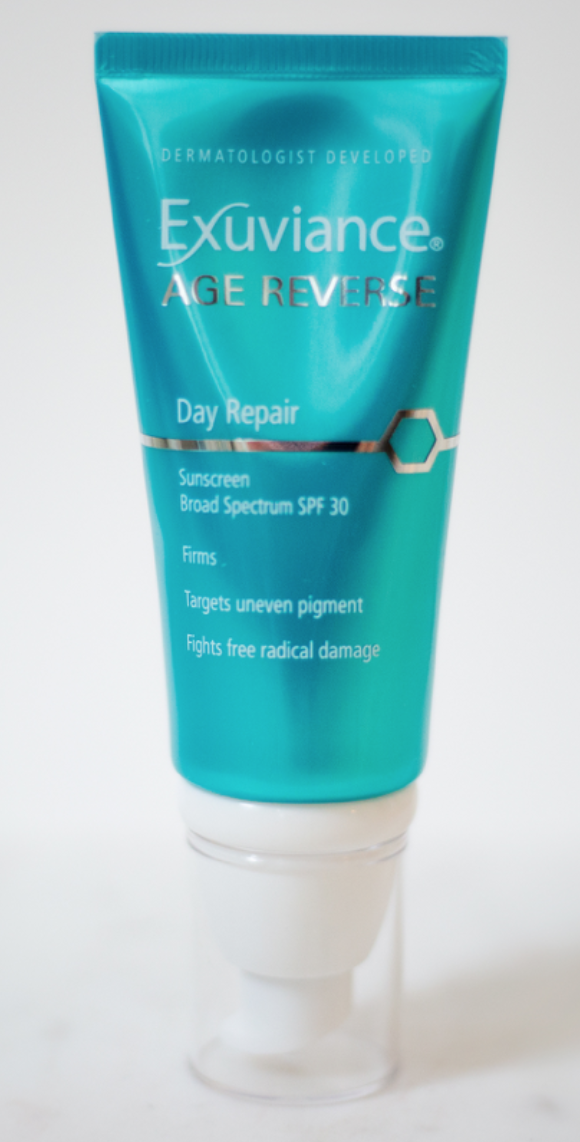 DERMATOLOGIST DEVELOPED
Exuviance®
AGE REVERSE
Day Repair
Sunscreen
Broad Spectrum SPF 30
Firms
Targets uneven pigment
Fights free radical damage